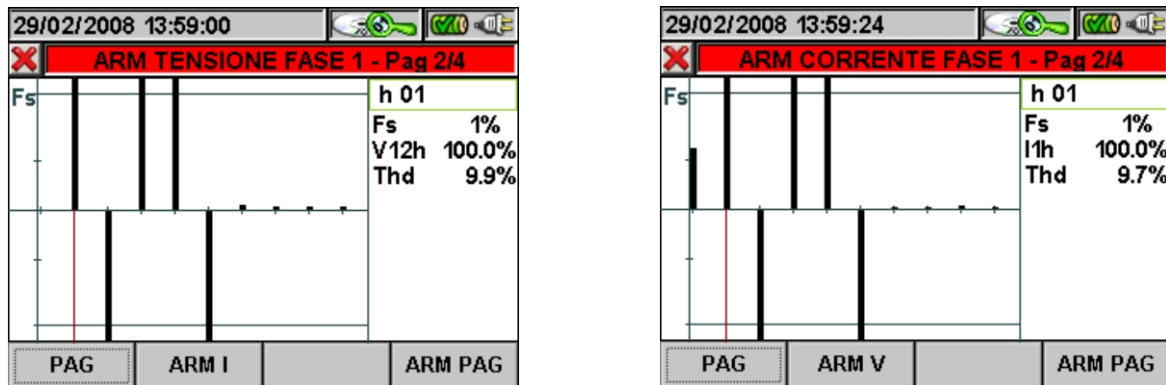 29/02/2008 13:59:00
ARM TENSIONE FASE 1 - Pag 2/4
Fs
h 01
Fs 1%
V12h 100.0%
Thd 9.9%
PAG ARM I ARM PAG
29/02/2008 13:59:24
ARM CORRENTE FASE 1 - Pag 2/4
Fs
h 01
Fs 1%
I1h 100.0%
Thd 9.7%
PAG ARM V ARM PAG